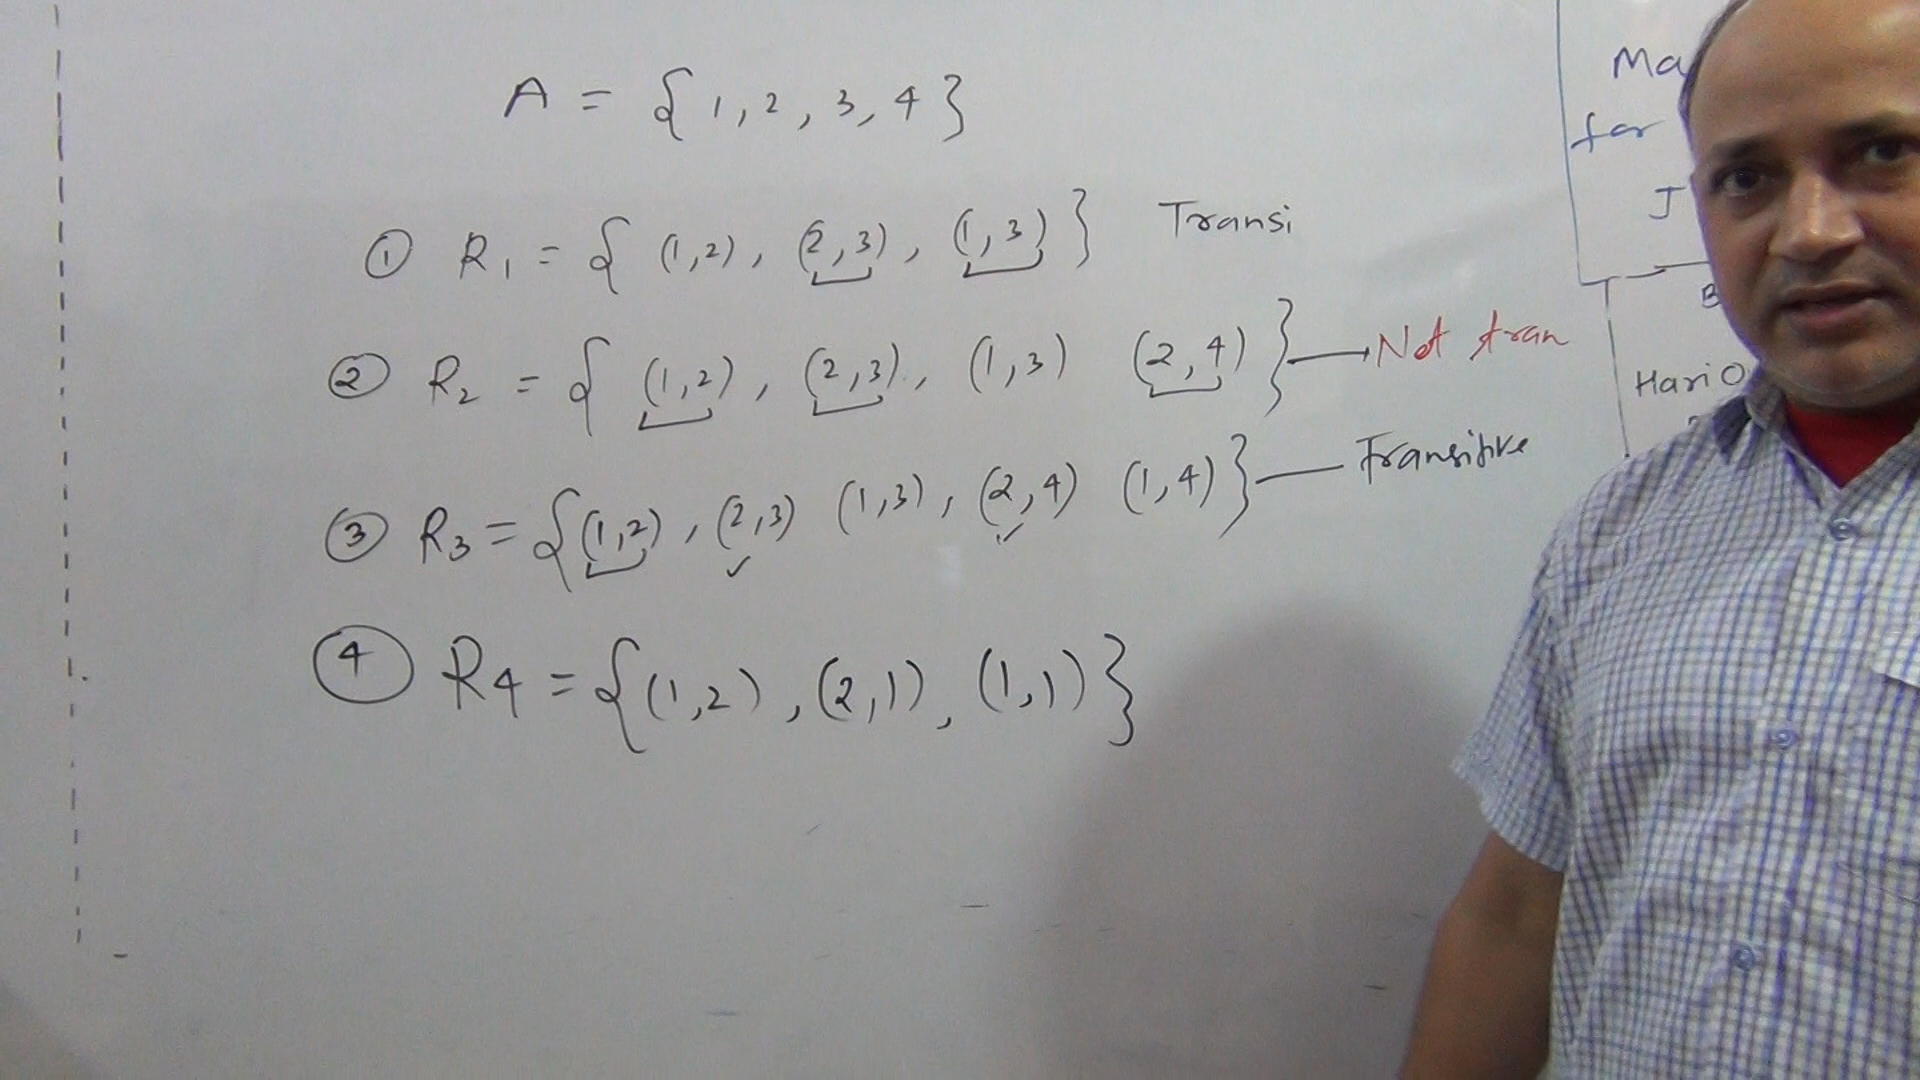 A = { 1, 2, 3, 4 }
① R1 = { (1,2), (2,3), (1,3) } Transi
② R2 = { (1,2), (2,3), (1,3) (2,4) } → Not tran
③ R3 = { (1,2), (2,3) (1,3), (2,4) (1,4) } — Transitive
④ R4 = { (1,2), (2,1), (1,1) }
Ma
for
J
B
Hari O